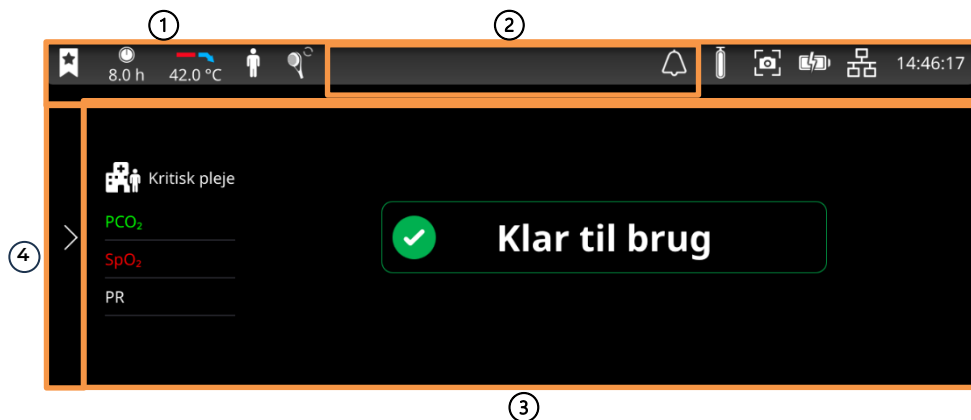 1
2
8.0 h
42.0 °C
14:46:17
Kritisk pleje
PCO₂
SpO₂
PR
Klar til brug
4
3